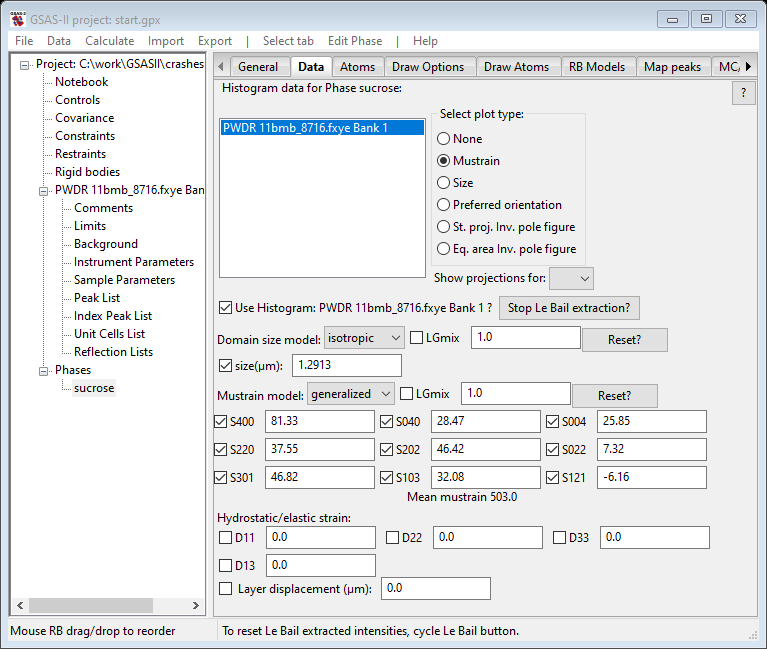 GSAS-II project: start.gpx
File Data Calculate Import Export | Select tab Edit Phase | Help
Project: C:\work\GSASII\crashes
Notebook
Controls
Covariance
Constraints
Restraints
Rigid bodies
PWDR 11bmb_8716.fxye Ban
Comments
Limits
Background
Instrument Parameters
Sample Parameters
Peak List
Index Peak List
Unit Cells List
Reflection Lists
Phases
sucrose
General Data Atoms Draw Options Draw Atoms RB Models Map peaks MC/
Histogram data for Phase sucrose:
?
PWDR 11bmb_8716.fxye Bank 1
Select plot type:
None
Mustrain
Size
Preferred orientation
St. proj. Inv. pole figure
Eq. area Inv. pole figure
Show projections for:
Use Histogram: PWDR 11bmb_8716.fxye Bank 1 ? Stop Le Bail extraction?
Domain size model: isotropic LGmix 1.0 Reset?
size(μm): 1.2913
Mustrain model: generalized LGmix 1.0 Reset?
S400 81.33 S040 28.47 S004 25.85
S220 37.55 S202 46.42 S022 7.32
S301 46.82 S103 32.08 S121 -6.16
Mean mustrain 503.0
Hydrostatic/elastic strain:
D11 0.0 D22 0.0 D33 0.0
D13 0.0
Layer displacement (μm): 0.0
Mouse RB drag/drop to reorder
To reset Le Bail extracted intensities, cycle Le Bail button.